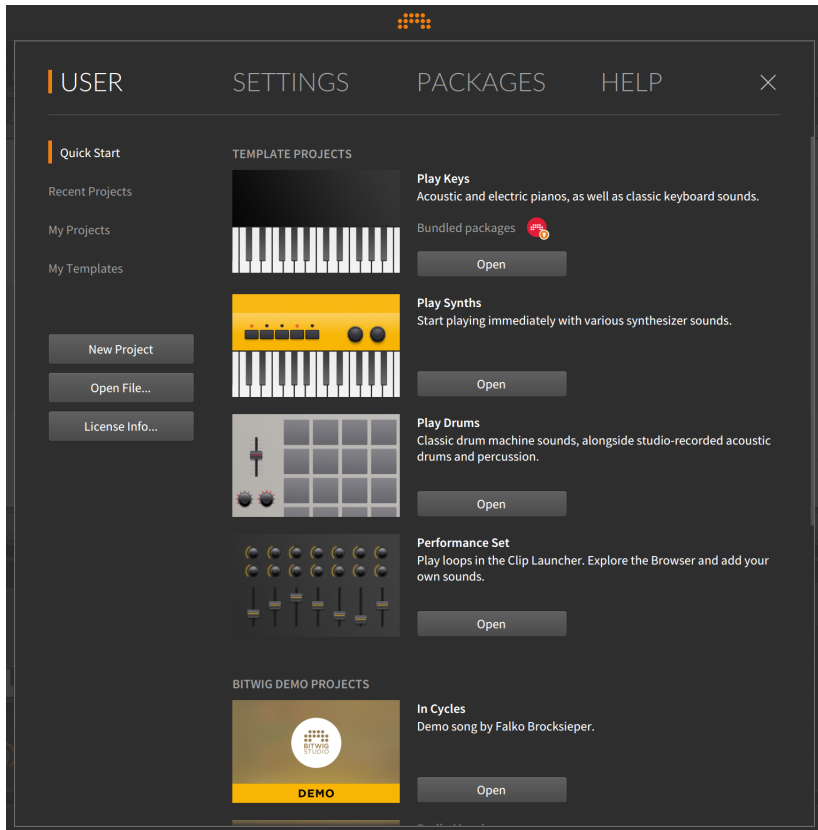 USER
SETTINGS
PACKAGES
HELP
Quick Start
Recent Projects
My Projects
My Templates
New Project
Open File...
License Info...
TEMPLATE PROJECTS
Play Keys
Acoustic and electric pianos, as well as classic keyboard sounds.
Bundled packages
Open
Play Synths
Start playing immediately with various synthesizer sounds.
Open
Play Drums
Classic drum machine sounds, alongside studio-recorded acoustic
drums and percussion.
Open
Performance Set
Play loops in the Clip Launcher. Explore the Browser and add your
own sounds.
Open
BITWIG DEMO PROJECTS
BITWIG
STUDIO
DEMO
In Cycles
Demo song by Falko Brocksieper.
Open